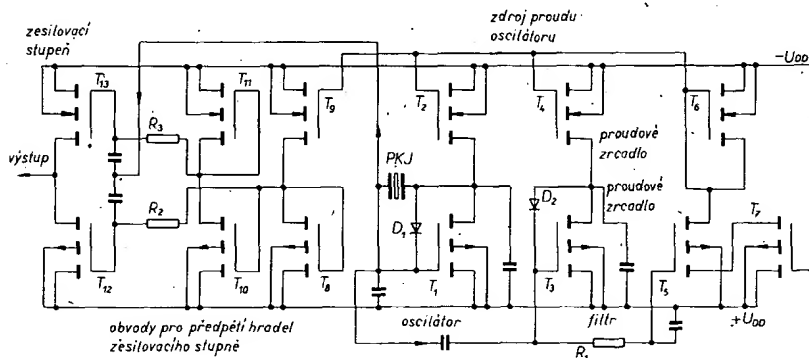 zdroj proudu
oscilátoru
zesilovací
stupeň
-U_DD
T13
T11
T9
T2
T4
T6
R3
proudové
zrcadlo
výstup
PKJ
proudové
zrcadlo
R2
D1
D2
T7
T12
T10
T8
T1
T3
T5
+U_DD
obvody pro předpětí hradel
zesilovacího stupně
oscilátor
filtr
R1